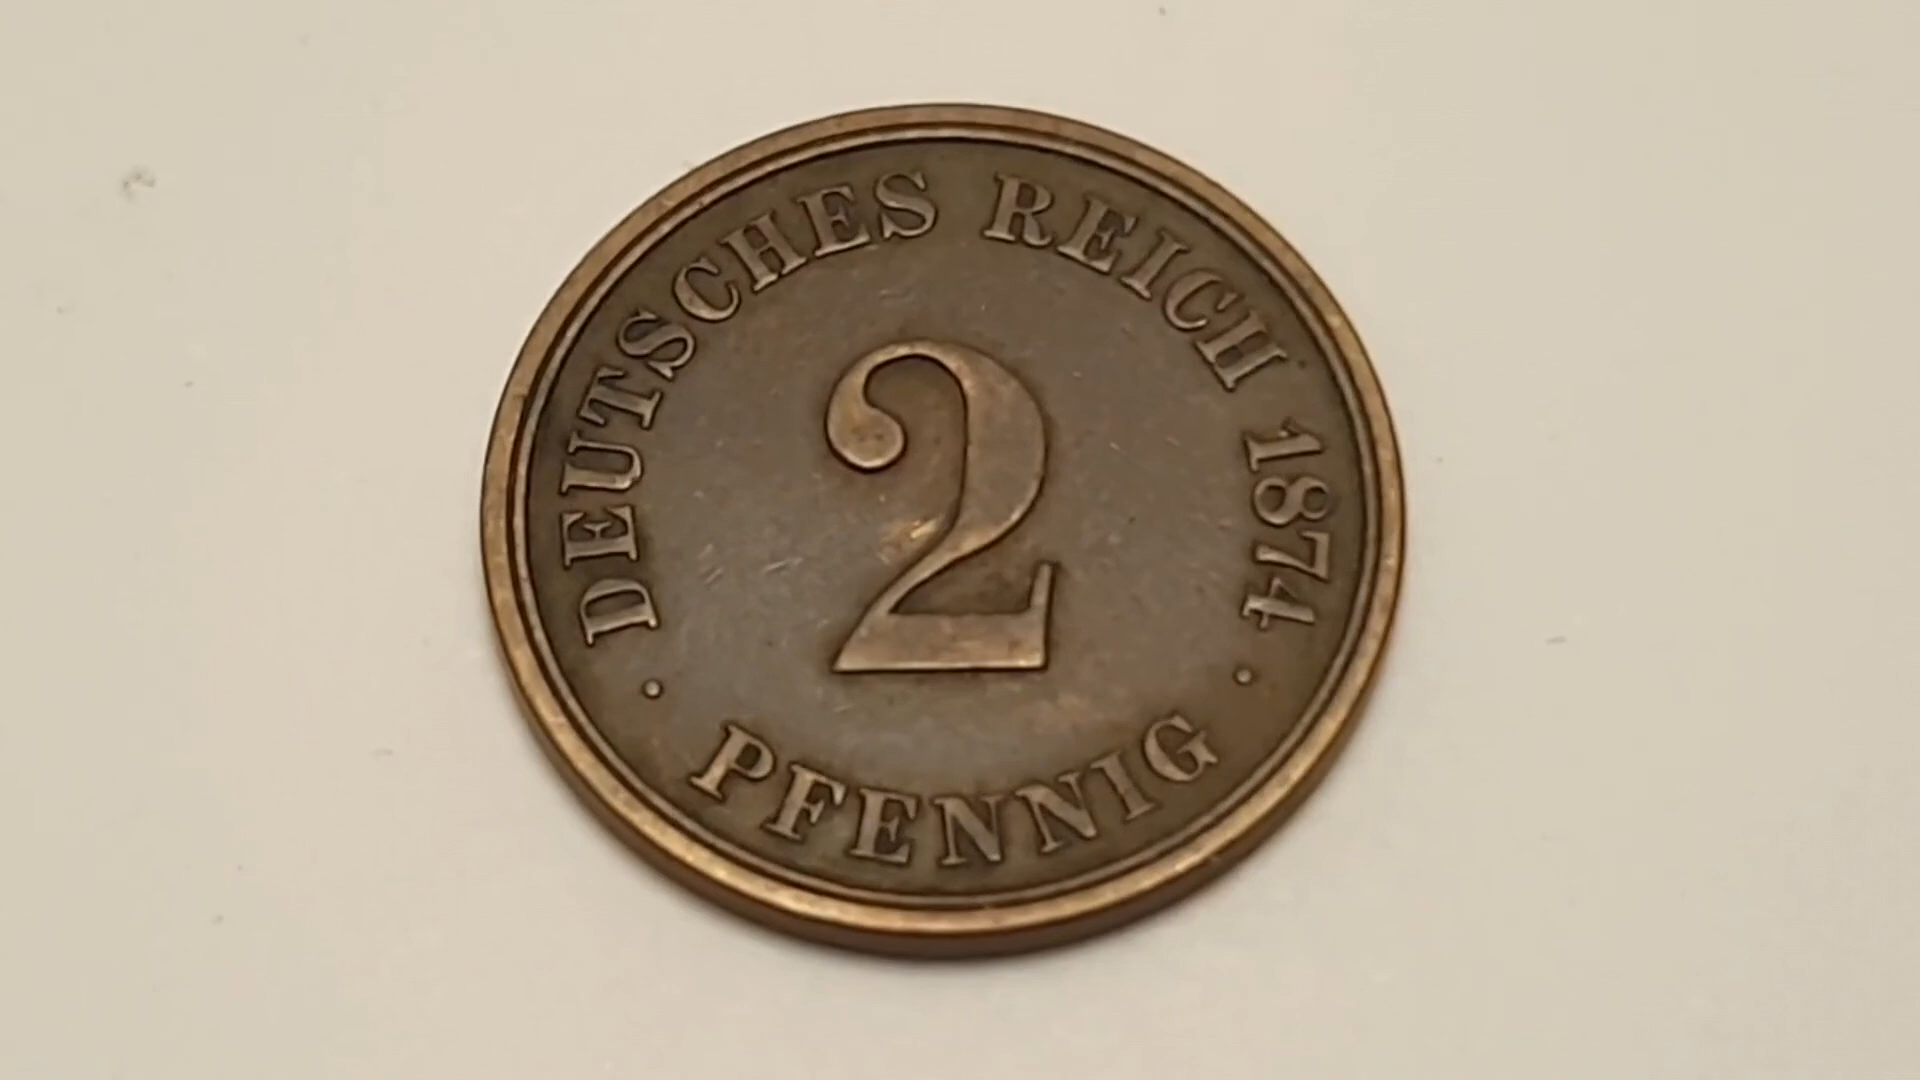 DEUTSCHES REICH 1874
2
· PFENNIG ·